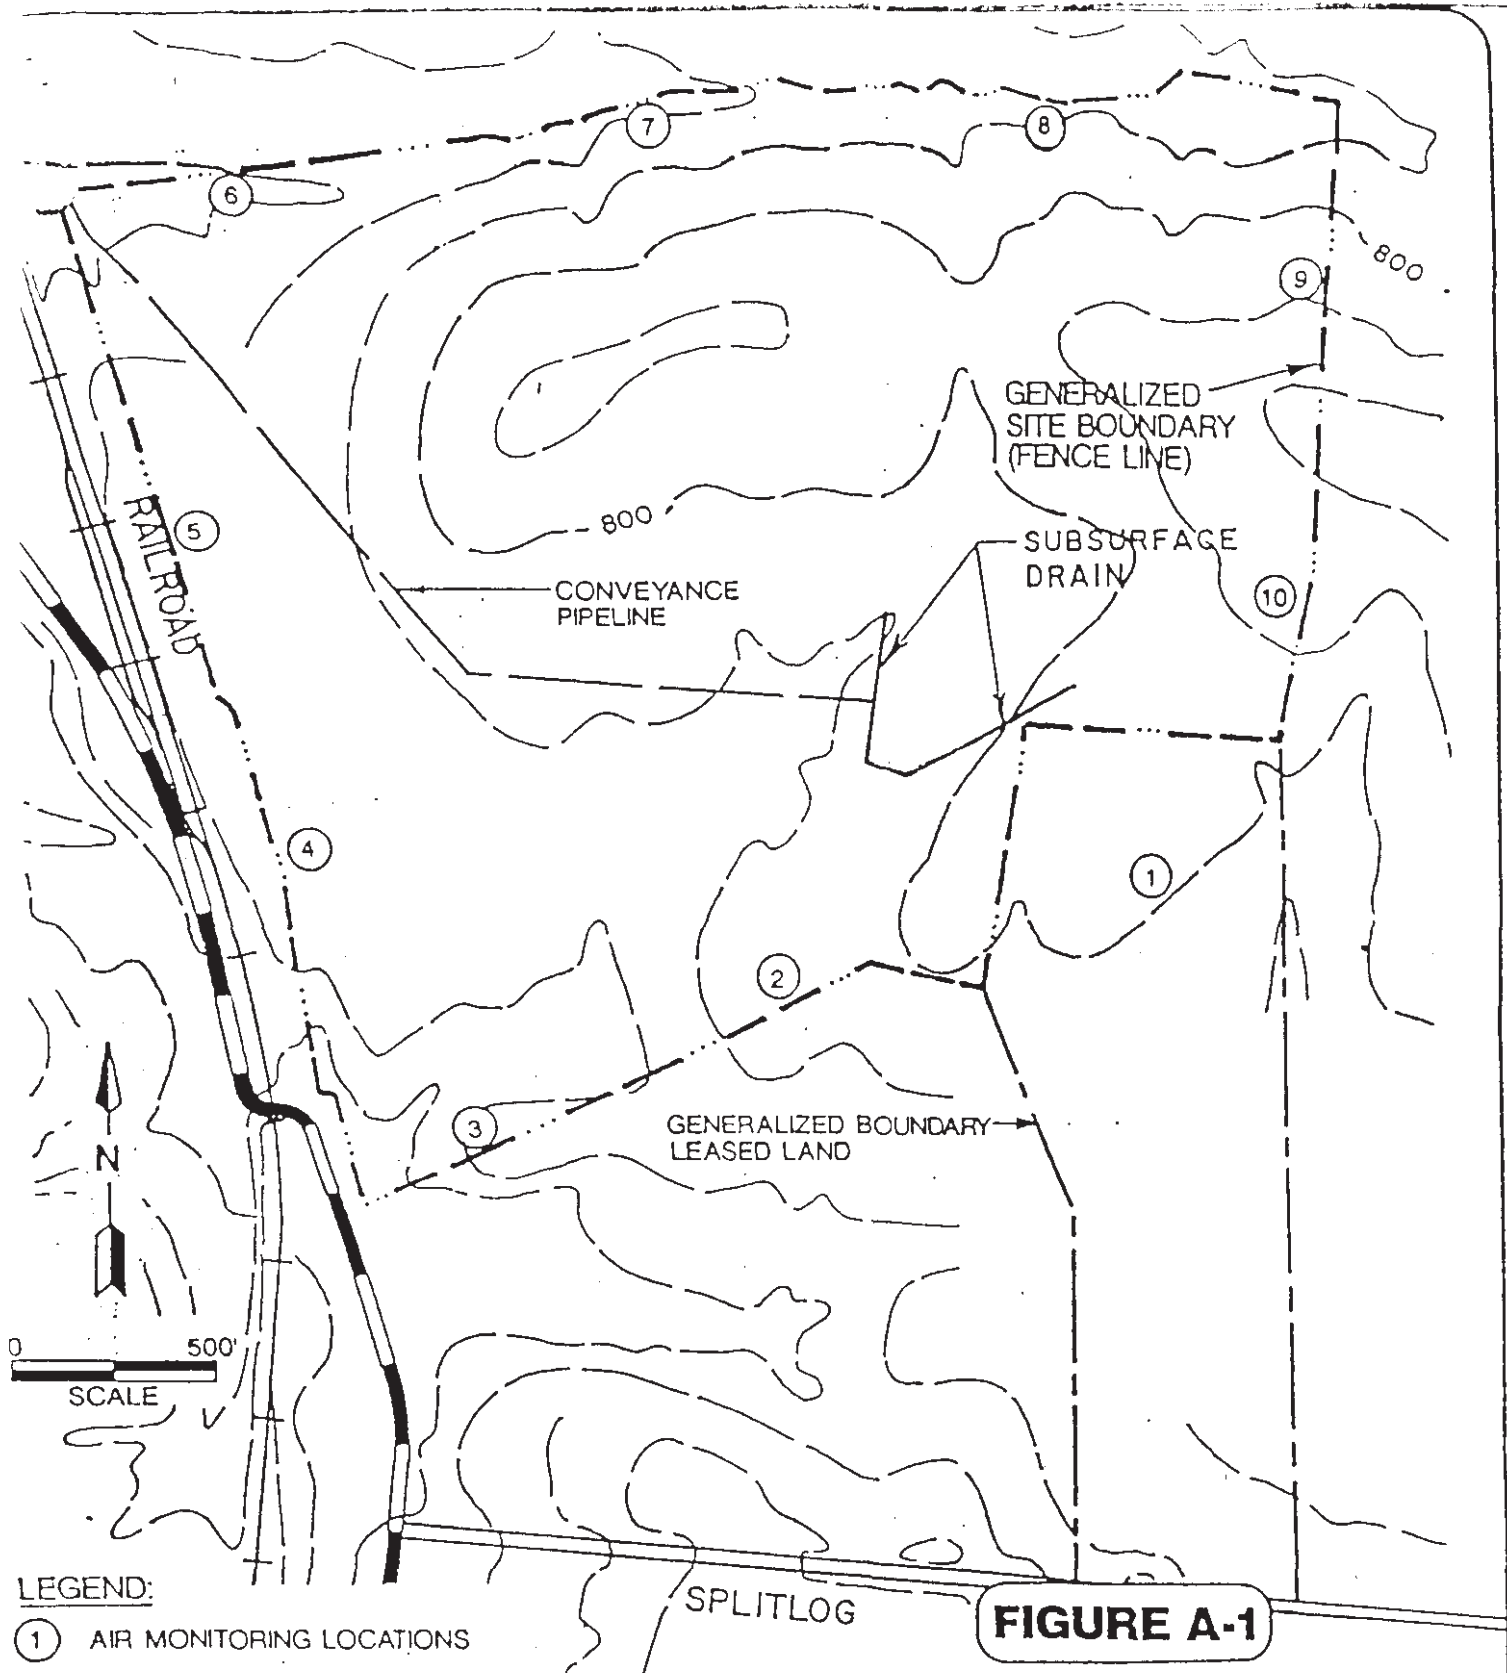 7
8
6
800
9
GENERALIZED
SITE BOUNDARY
(FENCE LINE)
800
RAILROAD
5
SUBSURFACE
DRAIN
CONVEYANCE
PIPELINE
10
4
1
2
GENERALIZED BOUNDARY
LEASED LAND
3
N
0 500'
SCALE
LEGEND:
1 AIR MONITORING LOCATIONS
SPLITLOG
FIGURE A-1